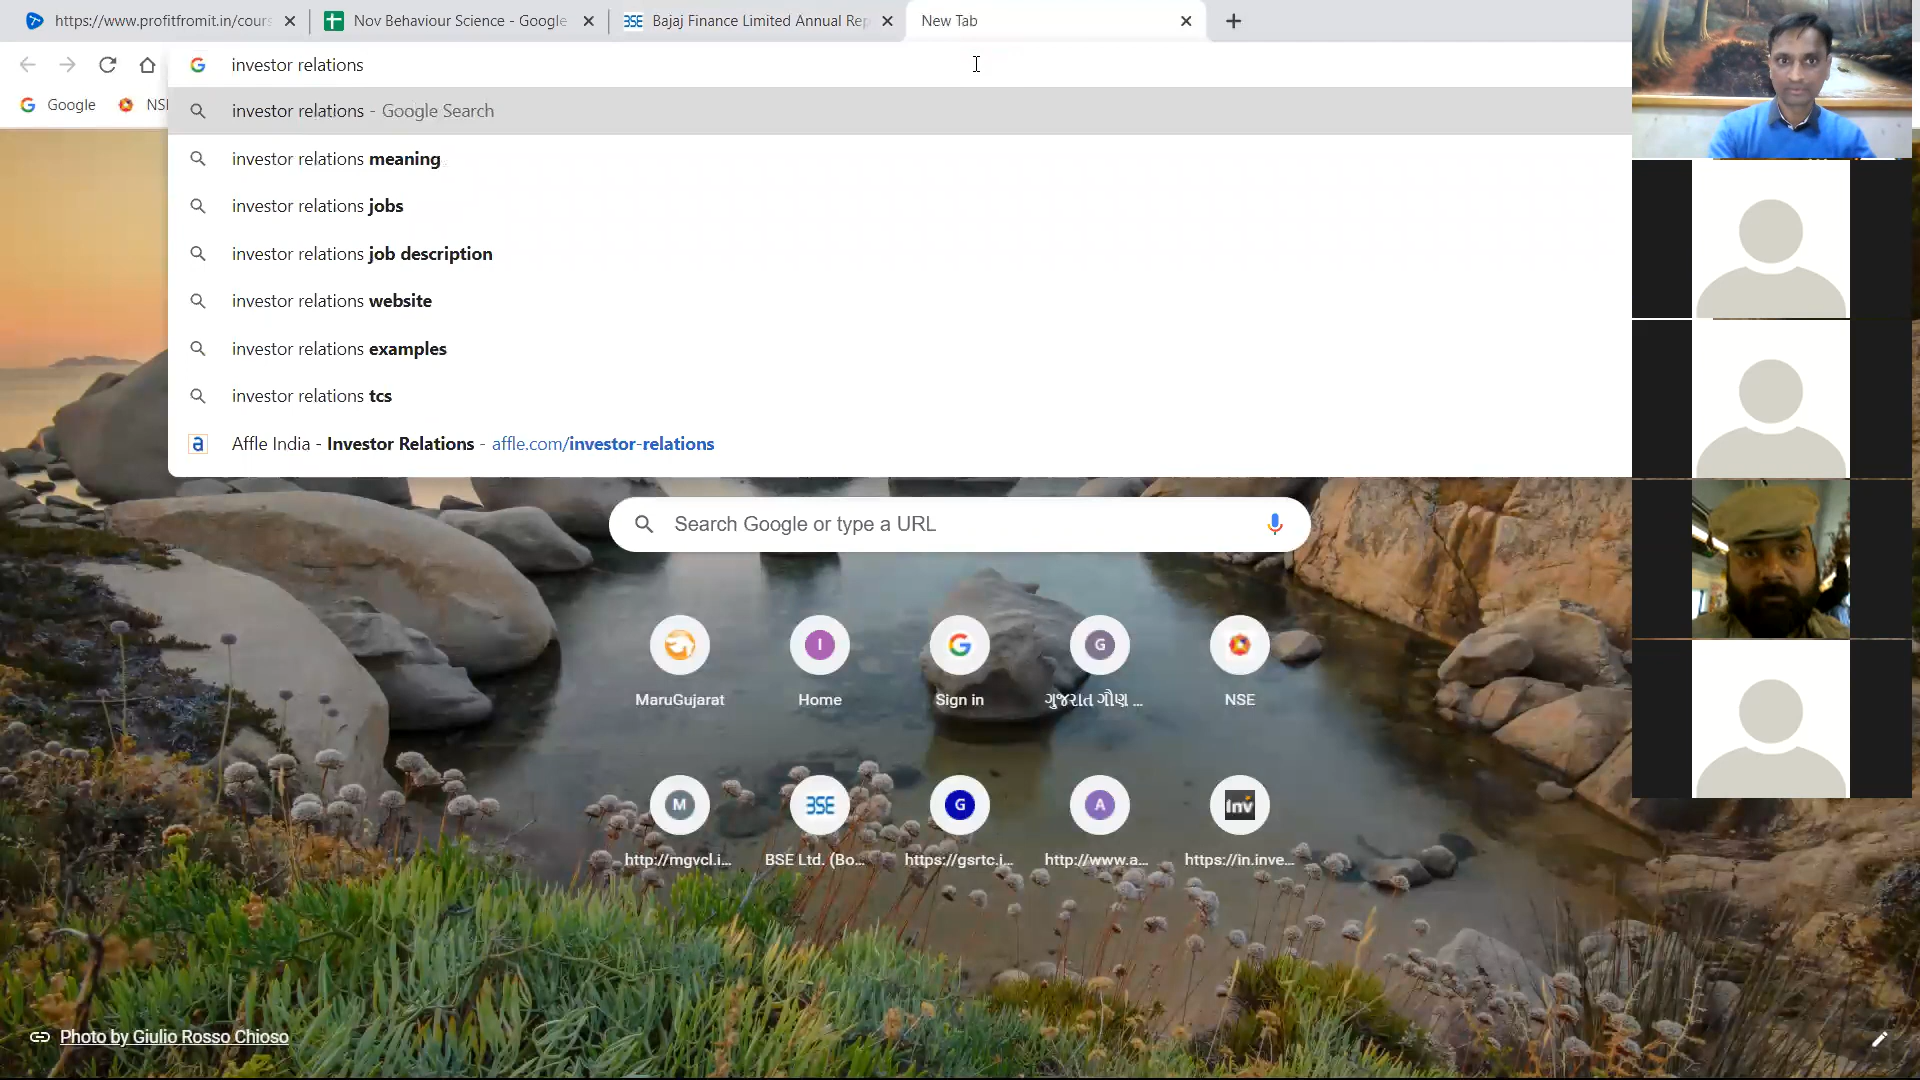 https://www.profitfromit.in/cours
Nov Behaviour Science - Google
BSE Bajaj Finance Limited Annual Rep
New Tab
investor relations
Google
NSI
investor relations - Google Search
investor relations meaning
investor relations jobs
investor relations job description
investor relations website
investor relations examples
investor relations tcs
a Affle India - Investor Relations - affle.com/investor-relations
Search Google or type a URL
I G
MaruGujarat Home Sign in ગુજરાત ગૌણ ... NSE
M BSE G A Inv
http://mgvcl.i... BSE Ltd. (Bo... https://gsrtc.i... http://www.a... https://in.inve...
Photo by Giulio Rosso Chioso